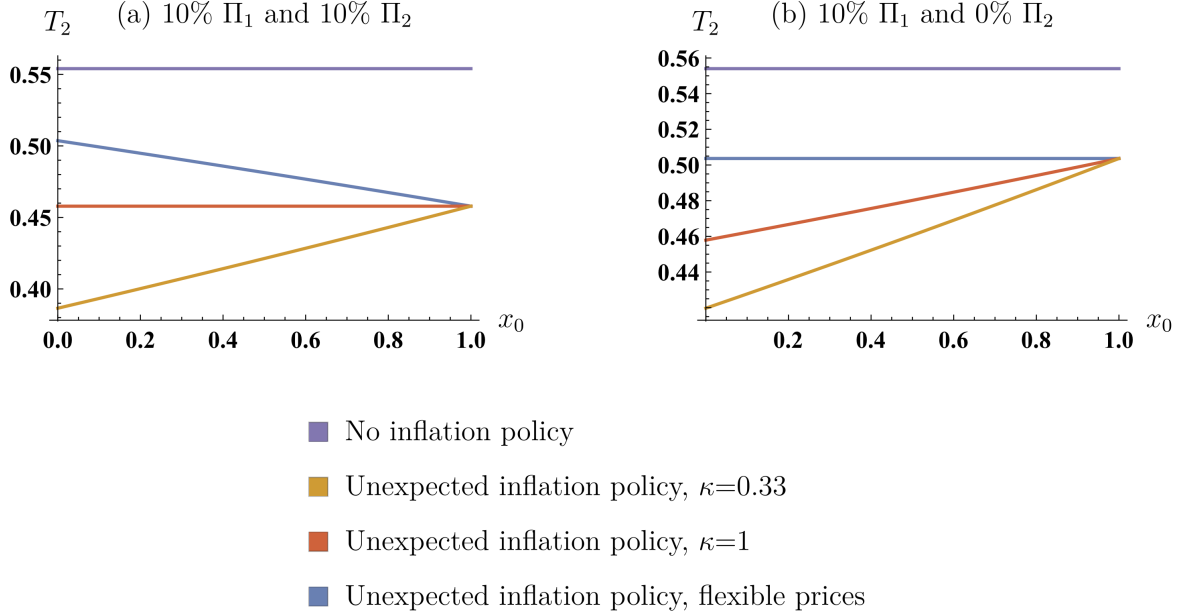 (a) 10% Π₁ and 10% Π₂
T₂
0.55
0.50
0.45
0.40
0.0 0.2 0.4 0.6 0.8 1.0
x₀
(b) 10% Π₁ and 0% Π₂
T₂
0.56
0.54
0.52
0.50
0.48
0.46
0.44
0.2 0.4 0.6 0.8 1.0
x₀
No inflation policy
Unexpected inflation policy, κ=0.33
Unexpected inflation policy, κ=1
Unexpected inflation policy, flexible prices